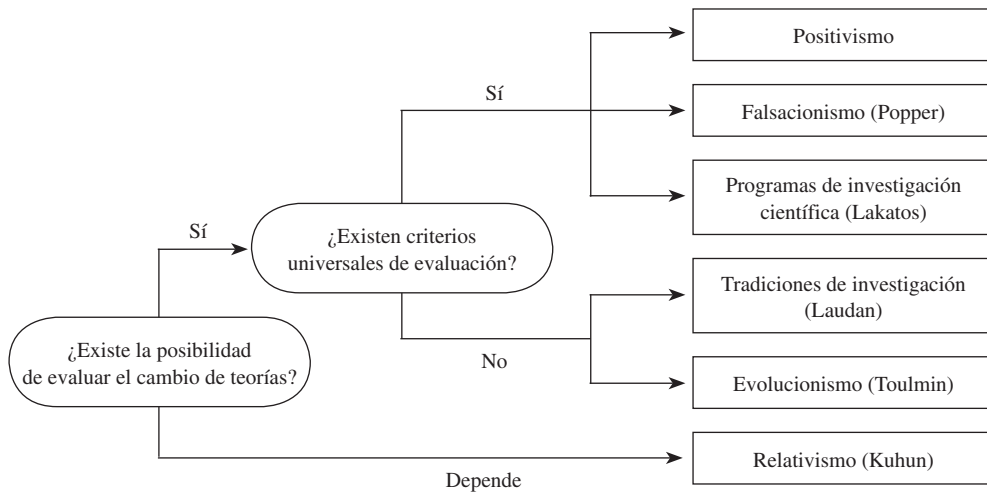 Positivismo
Sí
Falsacionismo (Popper)
Programas de investigación
científica (Lakatos)
Sí
¿Existen criterios
universales de evaluación?
Tradiciones de investigación
(Laudan)
¿Existe la posibilidad
de evaluar el cambio de teorías?
No
Evolucionismo (Toulmin)
Relativismo (Kuhun)
Depende